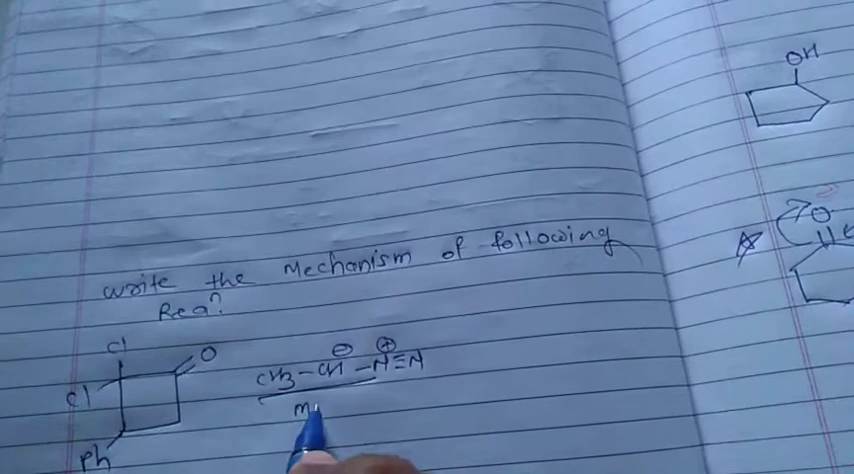 OH
write the Mechanism of following
Rea?
Cl
Cl
O
Ph
CH3-CH⊖-N⊕≡N
M
O